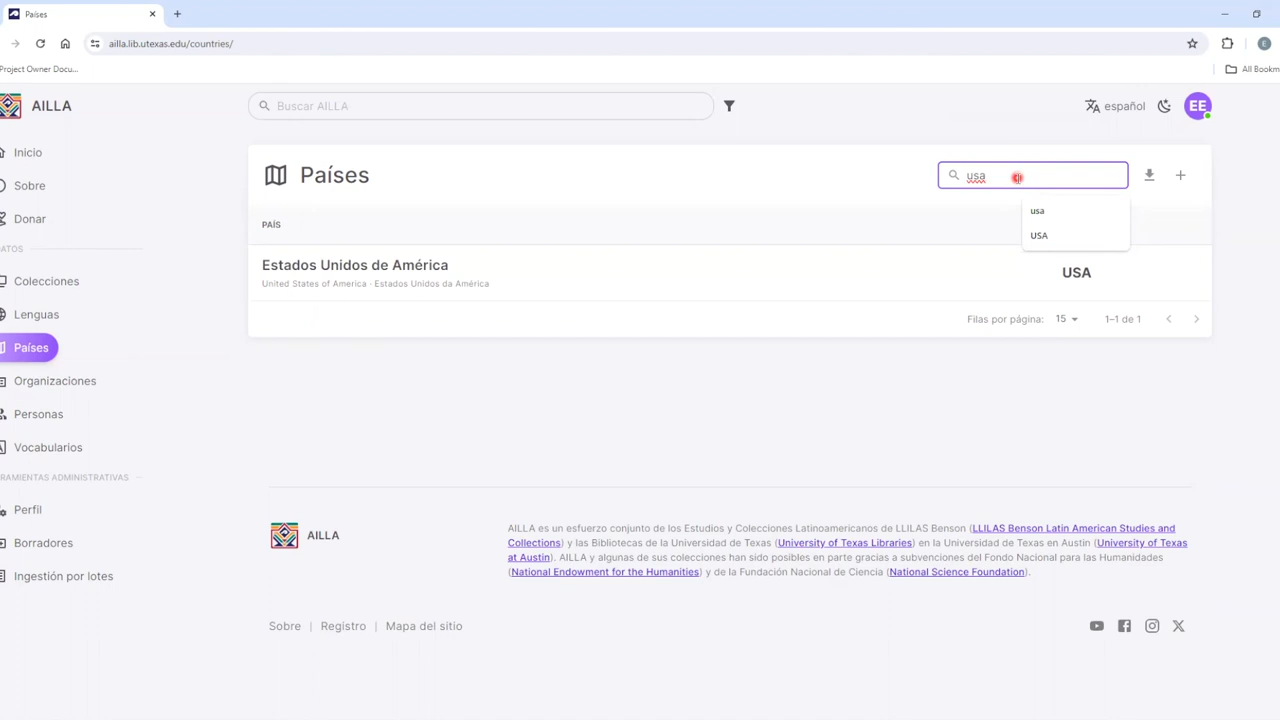 Países
ailla.lib.utexas.edu/countries/
Project Owner Docu...
All Bookm
E
AILLA
Buscar AILLA
español
EE
Inicio
Sobre
Donar
ATOS
Colecciones
Lenguas
Países
Organizaciones
Personas
Vocabularios
RAMIENTAS ADMINISTRATIVAS
Perfil
Borradores
Ingestión por lotes
Países
usa
usa
USA
PAÍS
Estados Unidos de América
United States of America · Estados Unidos da América
USA
Filas por página: 15
1–1 de 1
AILLA
AILLA es un esfuerzo conjunto de los Estudios y Colecciones Latinoamericanos de LLILAS Benson (LLILAS Benson Latin American Studies and
Collections) y las Bibliotecas de la Universidad de Texas (University of Texas Libraries) en la Universidad de Texas en Austin (University of Texas
at Austin). AILLA y algunas de sus colecciones han sido posibles en parte gracias a subvenciones del Fondo Nacional para las Humanidades
(National Endowment for the Humanities) y de la Fundación Nacional de Ciencia (National Science Foundation).
Sobre | Registro | Mapa del sitio